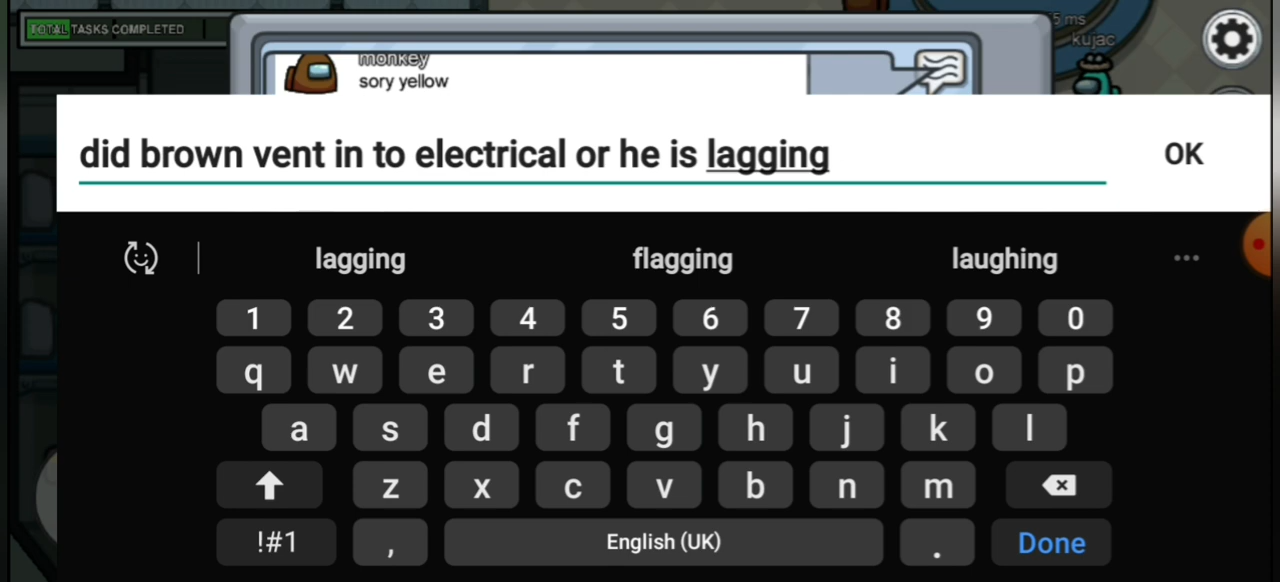 TOTAL TASKS COMPLETED
5 ms
kujac
monkey
sory yellow
did brown vent in to electrical or he is lagging
OK
lagging flagging laughing
1 2 3 4 5 6 7 8 9 0
q w e r t y u i o p
a s d f g h j k l
z x c v b n m
!#1 , English (UK) . Done